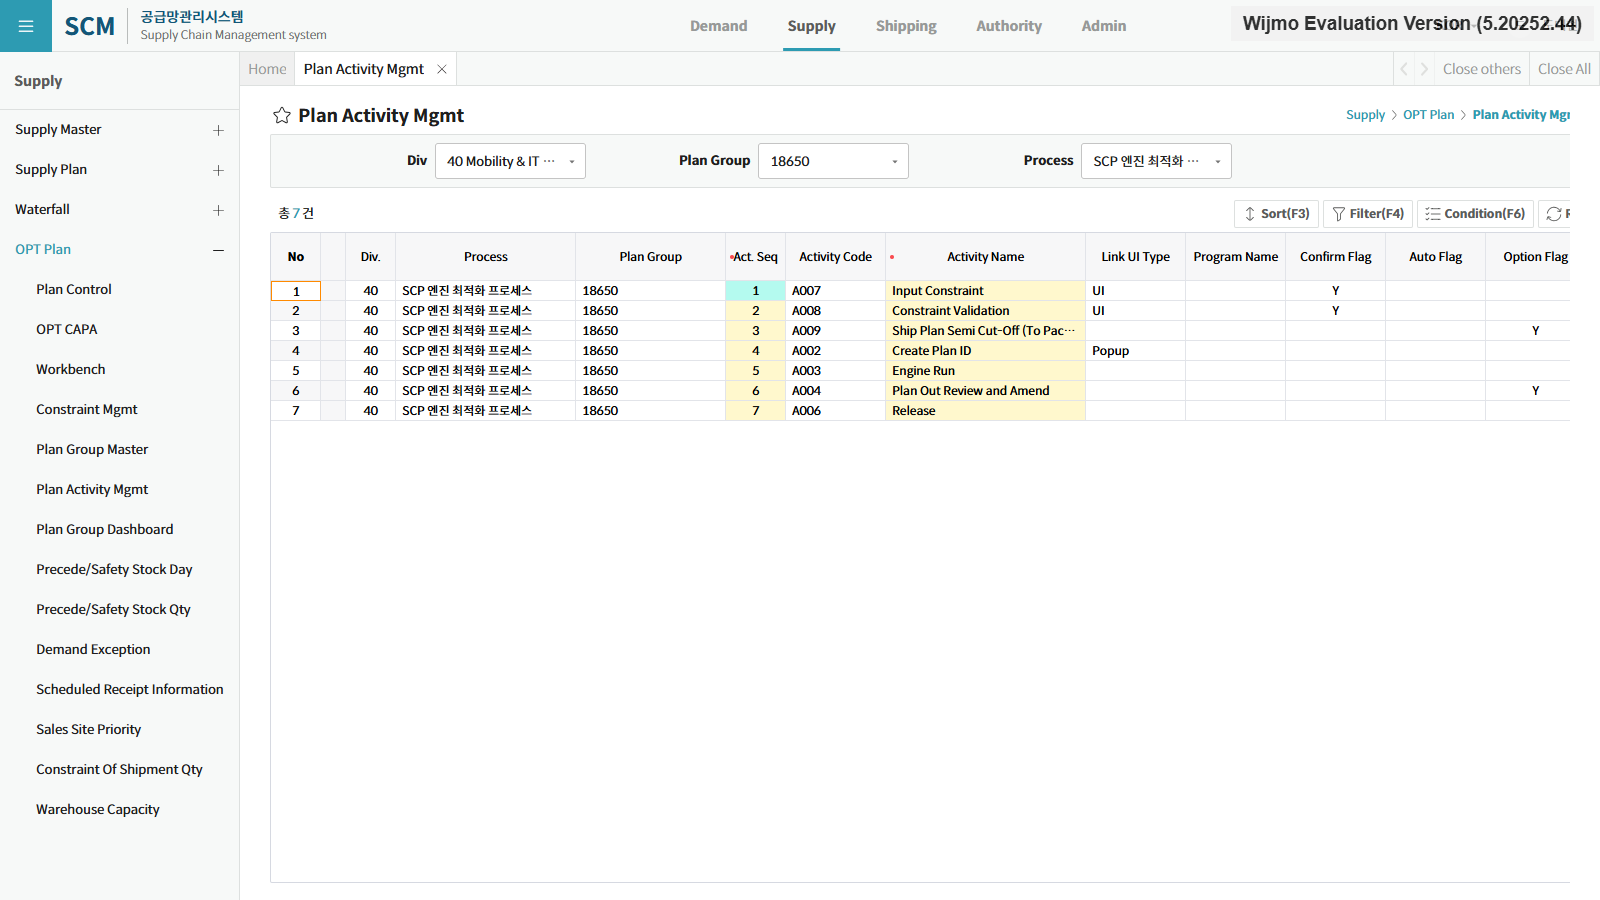 SCM
공급망관리시스템
Supply Chain Management system
Demand
Supply
Shipping
Authority
Admin
Wijmo Evaluation Version (5.20252.44)
Supply
Home
Plan Activity Mgmt
Close others
Close All
Supply Master
Supply Plan
Waterfall
OPT Plan
Plan Control
OPT CAPA
Workbench
Constraint Mgmt
Plan Group Master
Plan Activity Mgmt
Plan Group Dashboard
Precede/Safety Stock Day
Precede/Safety Stock Qty
Demand Exception
Scheduled Receipt Information
Sales Site Priority
Constraint Of Shipment Qty
Warehouse Capacity
Plan Activity Mgmt
Supply > OPT Plan > Plan Activity Mgr
Div 40 Mobility & IT ··· Plan Group 18650 Process SCP 엔진 최적화 ···
총 7 건
Sort(F3) Filter(F4) Condition(F6)
No Div. Process Plan Group Act. Seq Activity Code Activity Name Link UI Type Program Name Confirm Flag Auto Flag Option Flag
1 40 SCP 엔진 최적화 프로세스 18650 1 A007 Input Constraint UI Y
2 40 SCP 엔진 최적화 프로세스 18650 2 A008 Constraint Validation UI Y
3 40 SCP 엔진 최적화 프로세스 18650 3 A009 Ship Plan Semi Cut-Off (To Pac··· Y
4 40 SCP 엔진 최적화 프로세스 18650 4 A002 Create Plan ID Popup
5 40 SCP 엔진 최적화 프로세스 18650 5 A003 Engine Run
6 40 SCP 엔진 최적화 프로세스 18650 6 A004 Plan Out Review and Amend Y
7 40 SCP 엔진 최적화 프로세스 18650 7 A006 Release